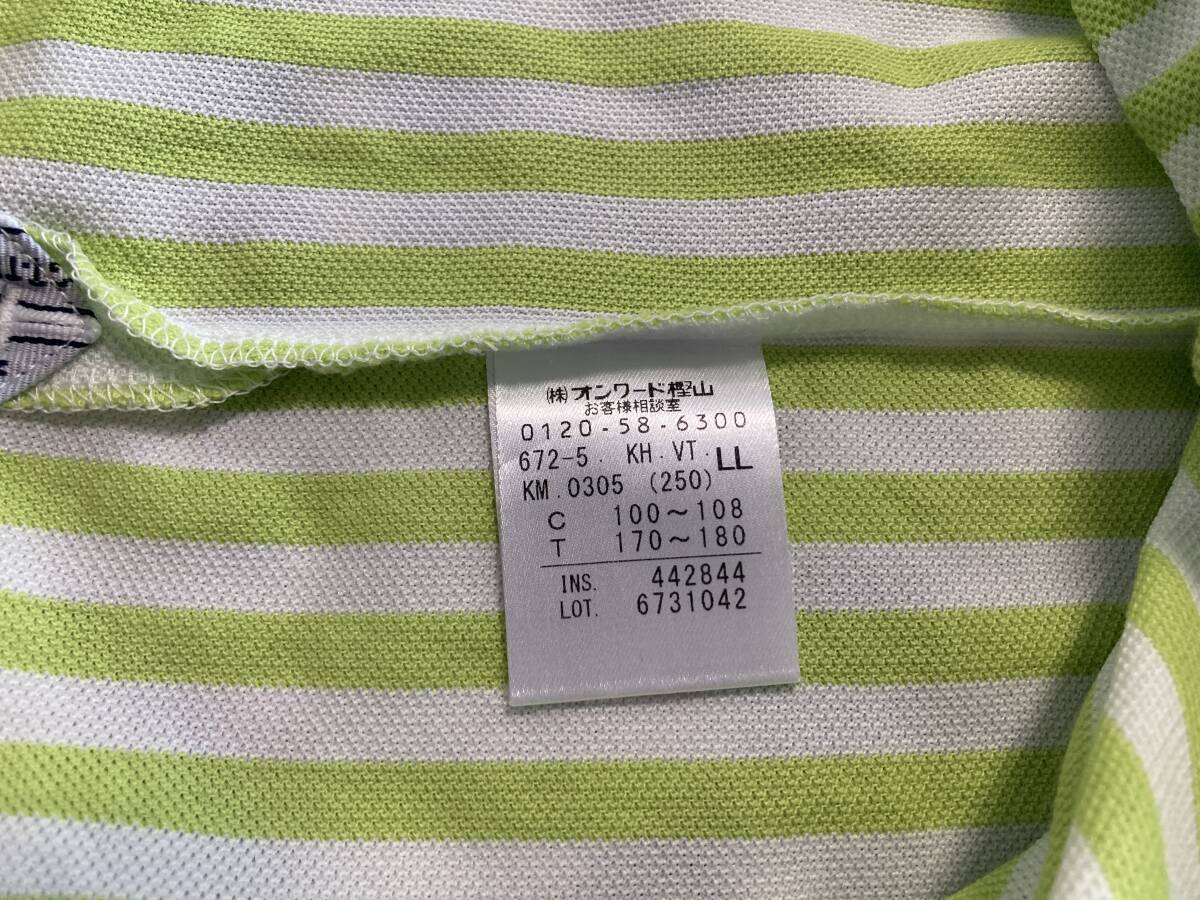 ㈱オンワード樫山
お客様相談室
0120-58-6300
672-5. KH.VT. LL
KM.0305 (250)
C 100～108
T 170～180
INS. 442844
LOT. 6731042